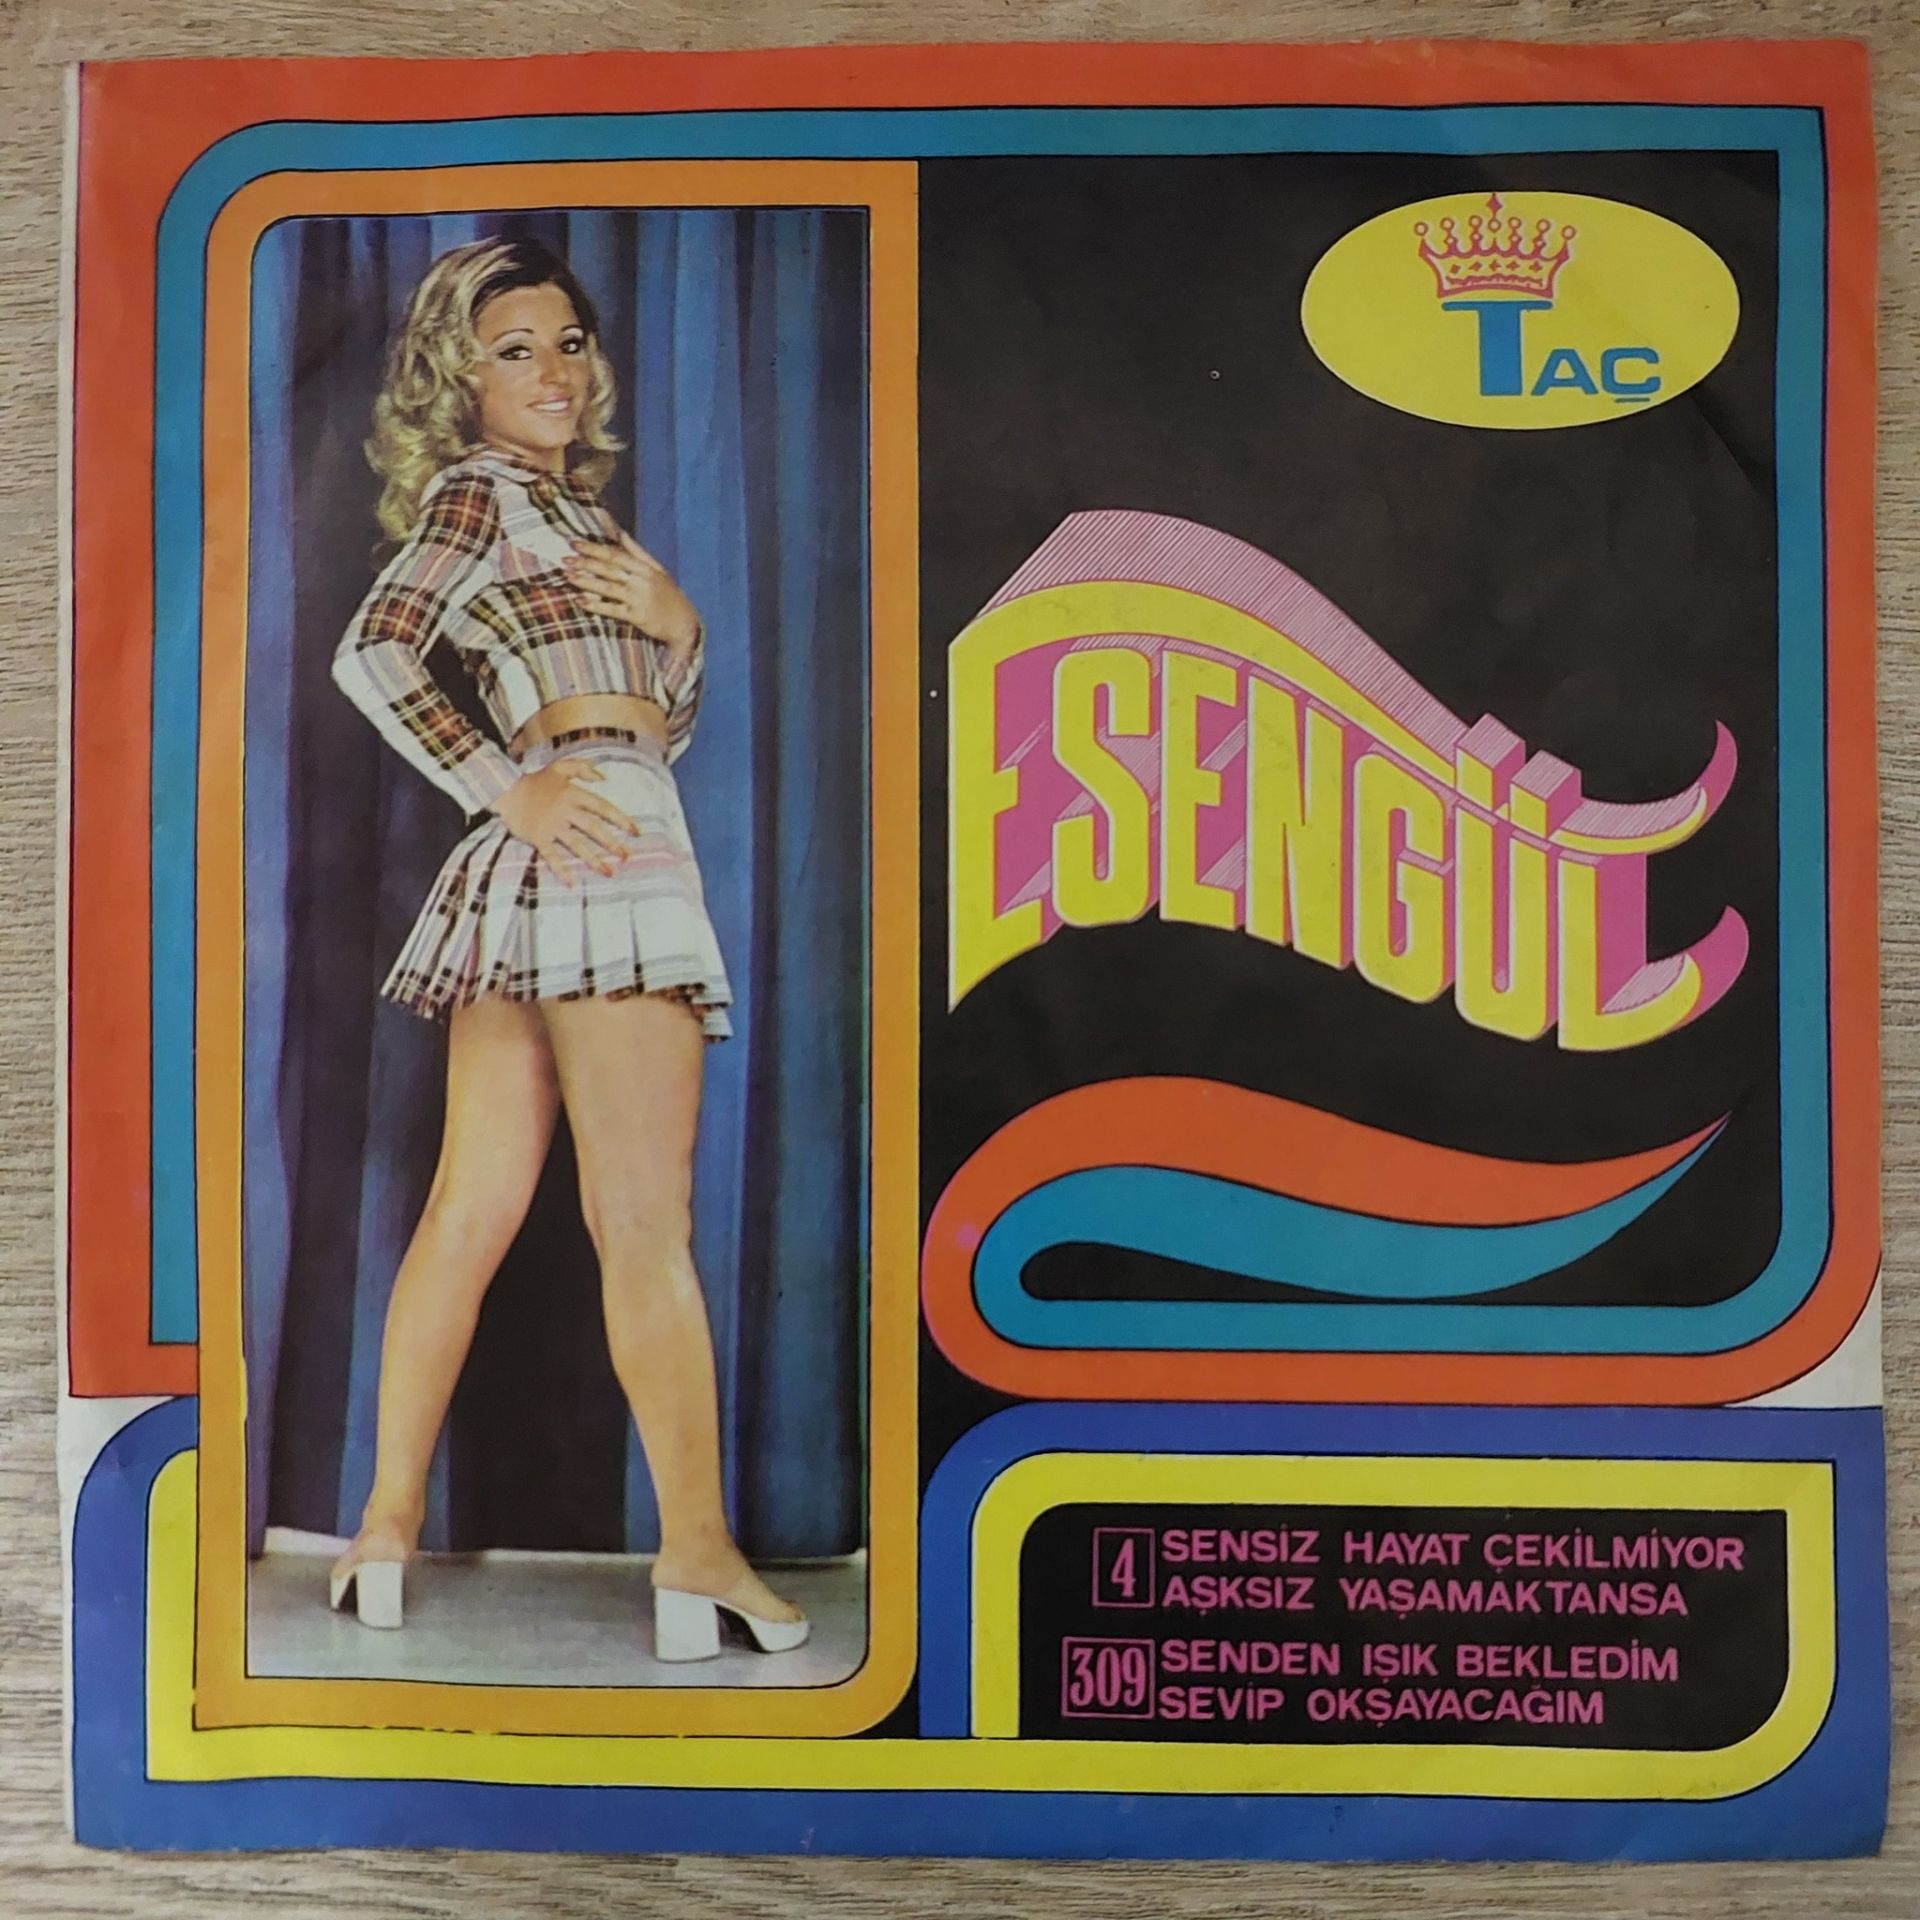 TAÇ
ESENGÜL
4 SENSİZ HAYAT ÇEKİLMİYOR
AŞKSIZ YAŞAMAKTANSA
309 SENDEN IŞIK BEKLEDİM
SEVİP OKŞAYACAĞIM